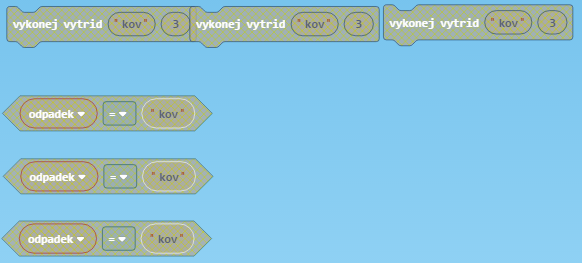 vykonej vytrid "kov" 3 vykonej vytrid "kov" 3 vykonej vytrid "kov" 3
odpadek = "kov"
odpadek = "kov"
odpadek = "kov"